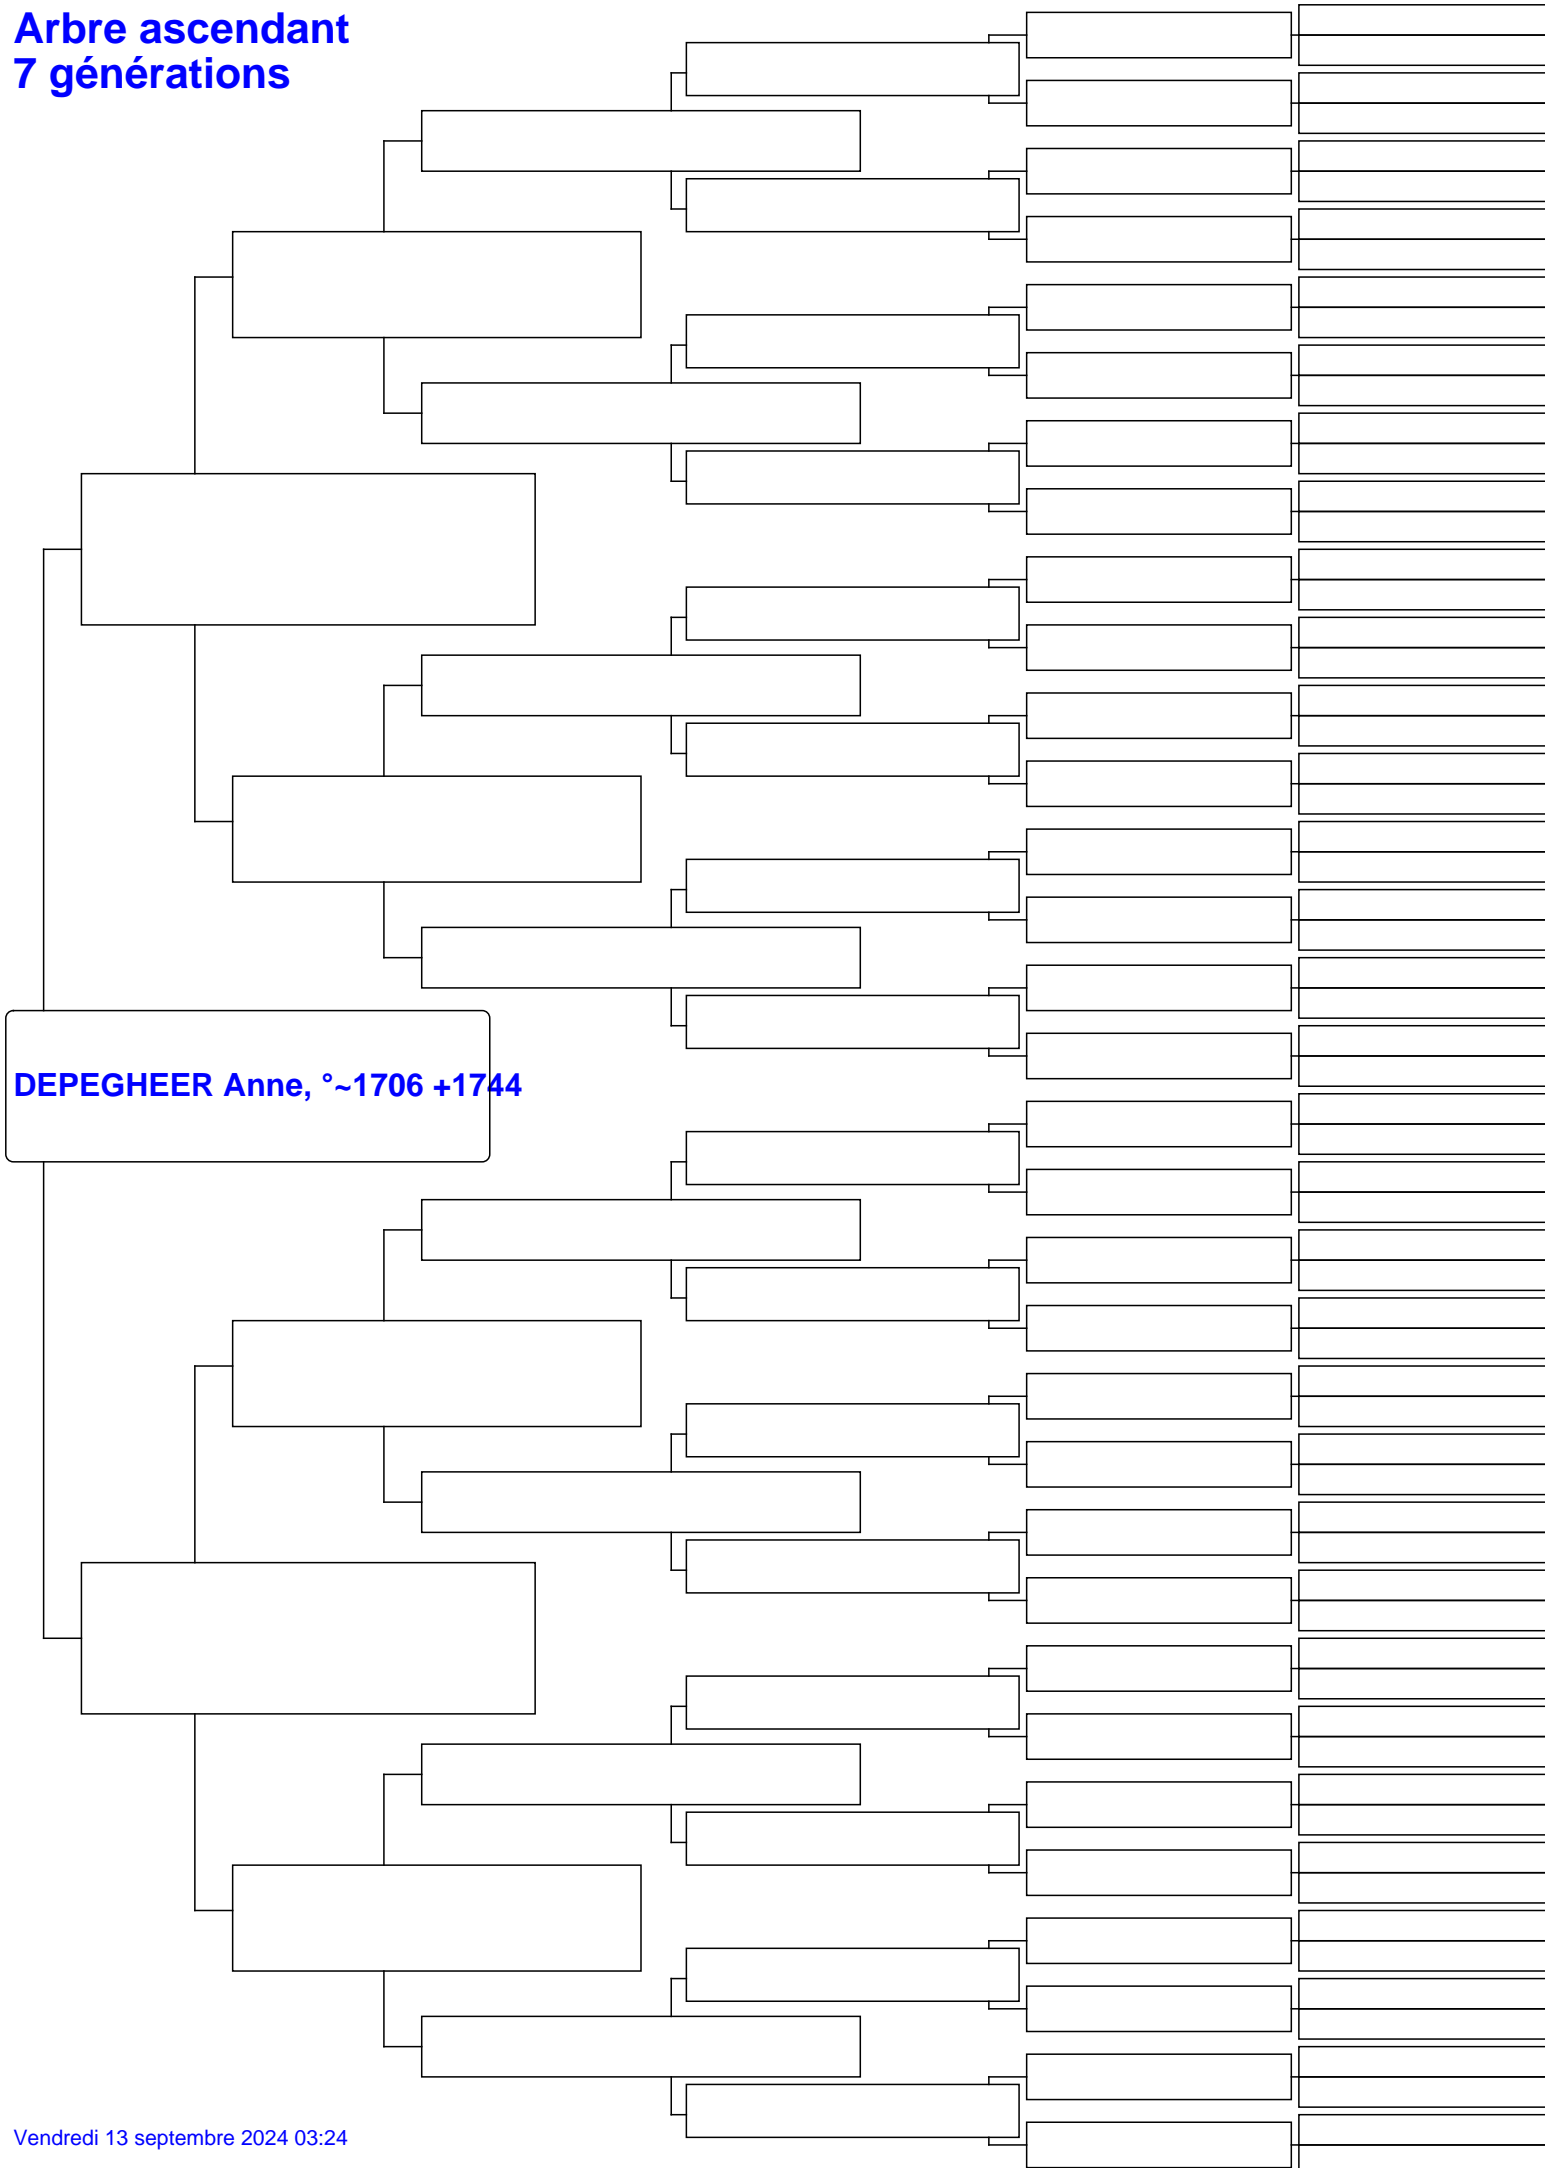 Arbre ascendant
7 générations
DEPEGHEER Anne, °~1706 +1744
Vendredi 13 septembre 2024 03:24